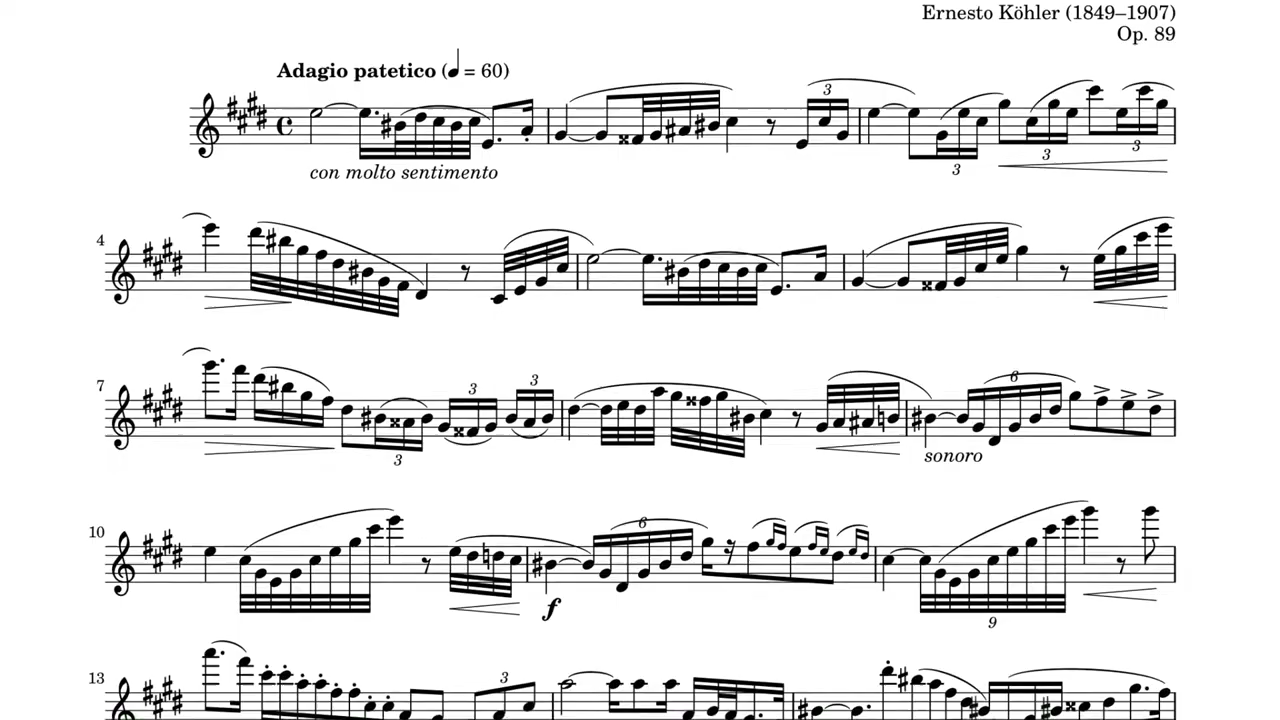 Ernesto Köhler (1849–1907)
Op. 89
Adagio patetico (♩ = 60)
3
con molto sentimento
3
3
3
4
7
3
3
3
6
sonoro
10
6
f
9
13
3